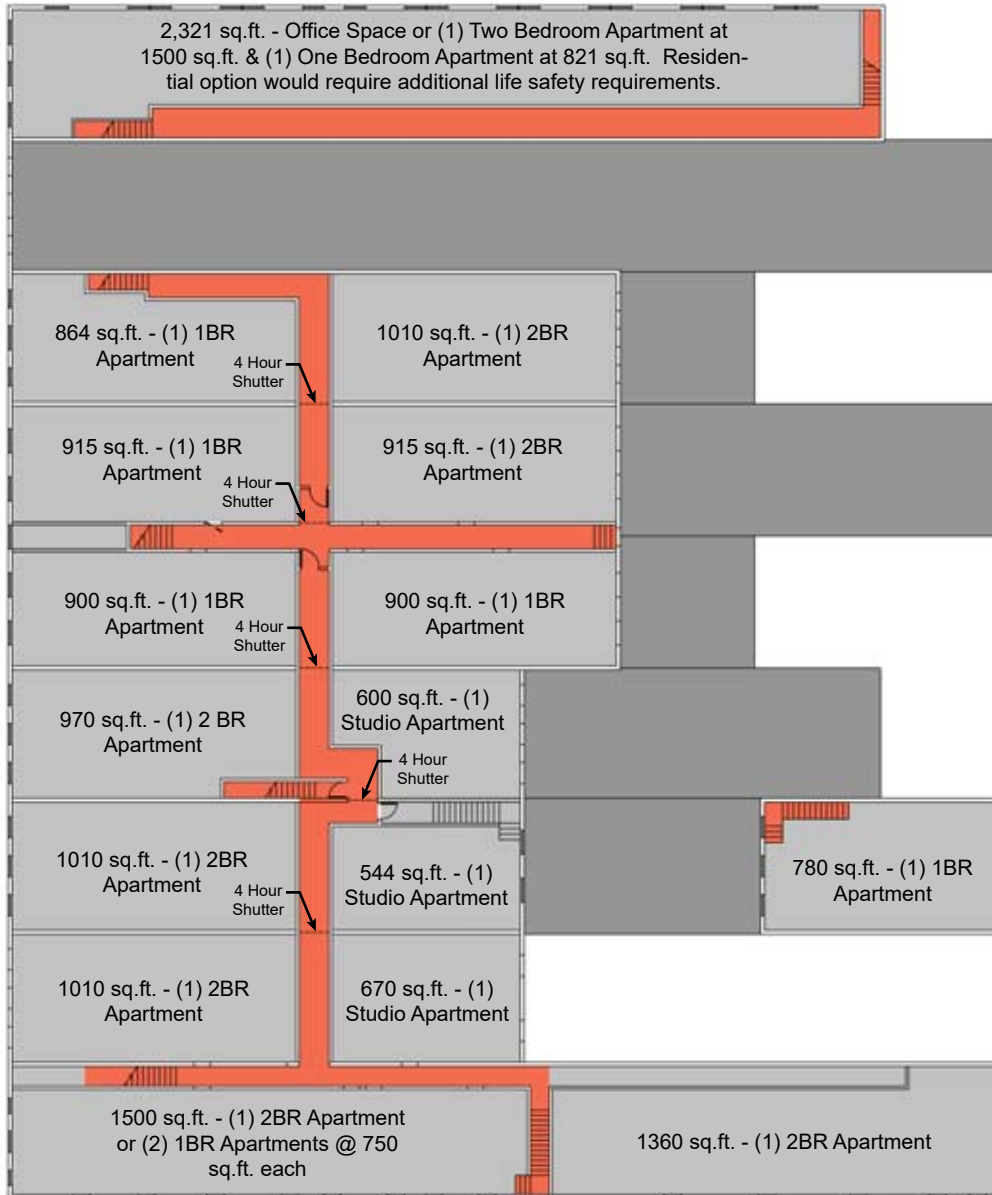 2,321 sq.ft. - Office Space or (1) Two Bedroom Apartment at
1500 sq.ft. & (1) One Bedroom Apartment at 821 sq.ft.  Residen-
tial option would require additional life safety requirements.
864 sq.ft. - (1) 1BR
Apartment
1010 sq.ft. - (1) 2BR
Apartment
4 Hour
Shutter
915 sq.ft. - (1) 1BR
Apartment
915 sq.ft. - (1) 2BR
Apartment
4 Hour
Shutter
900 sq.ft. - (1) 1BR
Apartment
900 sq.ft. - (1) 1BR
Apartment
4 Hour
Shutter
970 sq.ft. - (1) 2 BR
Apartment
600 sq.ft. - (1)
Studio Apartment
4 Hour
Shutter
1010 sq.ft. - (1) 2BR
Apartment
544 sq.ft. - (1)
Studio Apartment
780 sq.ft. - (1) 1BR
Apartment
4 Hour
Shutter
1010 sq.ft. - (1) 2BR
Apartment
670 sq.ft. - (1)
Studio Apartment
1500 sq.ft. - (1) 2BR Apartment
or (2) 1BR Apartments @ 750
sq.ft. each
1360 sq.ft. - (1) 2BR Apartment